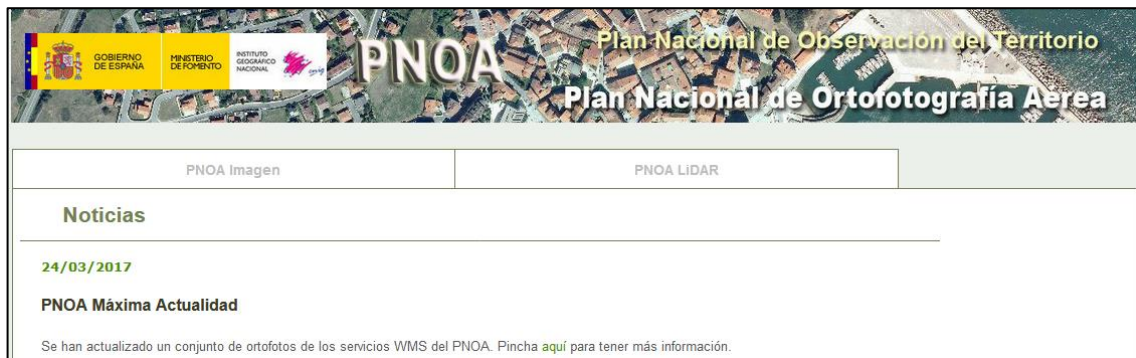 GOBIERNO
DE ESPAÑA
MINISTERIO
DE FOMENTO
INSTITUTO
GEOGRÁFICO
NACIONAL
cnig
PNOA
Plan Nacional de Observación del Territorio
Plan Nacional de Ortofotografía Aerea
PNOA Imagen
PNOA LiDAR
Noticias
24/03/2017
PNOA Máxima Actualidad
Se han actualizado un conjunto de ortofotos de los servicios WMS del PNOA. Pincha aquí para tener más información.